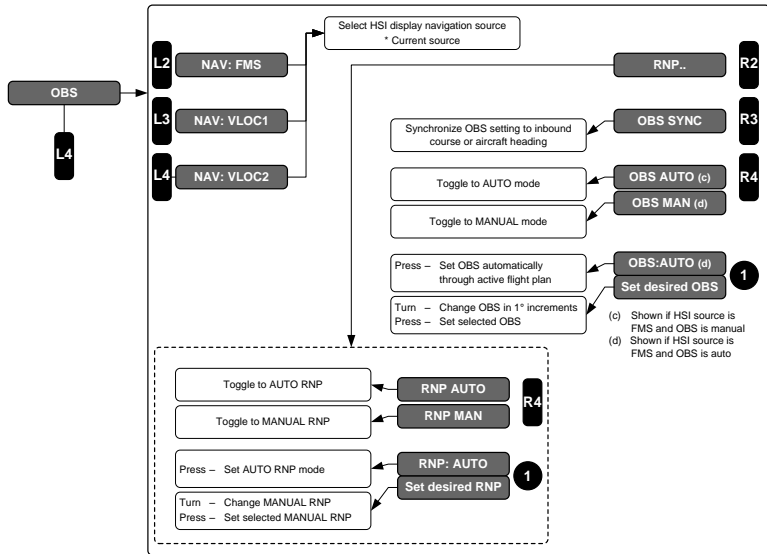 OBS
L4
L2
NAV: FMS
L3
NAV: VLOC1
L4
NAV: VLOC2
Select HSI display navigation source
* Current source
RNP..
R2
Synchronize OBS setting to inbound
course or aircraft heading
OBS SYNC
R3
Toggle to AUTO mode
OBS AUTO (c)
R4
Toggle to MANUAL mode
OBS MAN (d)
Press – Set OBS automatically
through active flight plan
OBS:AUTO (d)
1
Set desired OBS
Turn – Change OBS in 1° increments
Press – Set selected OBS
(c) Shown if HSI source is
FMS and OBS is manual
(d) Shown if HSI source is
FMS and OBS is auto
Toggle to AUTO RNP
RNP AUTO
R4
Toggle to MANUAL RNP
RNP MAN
Press – Set AUTO RNP mode
RNP: AUTO
1
Set desired RNP
Turn – Change MANUAL RNP
Press – Set selected MANUAL RNP